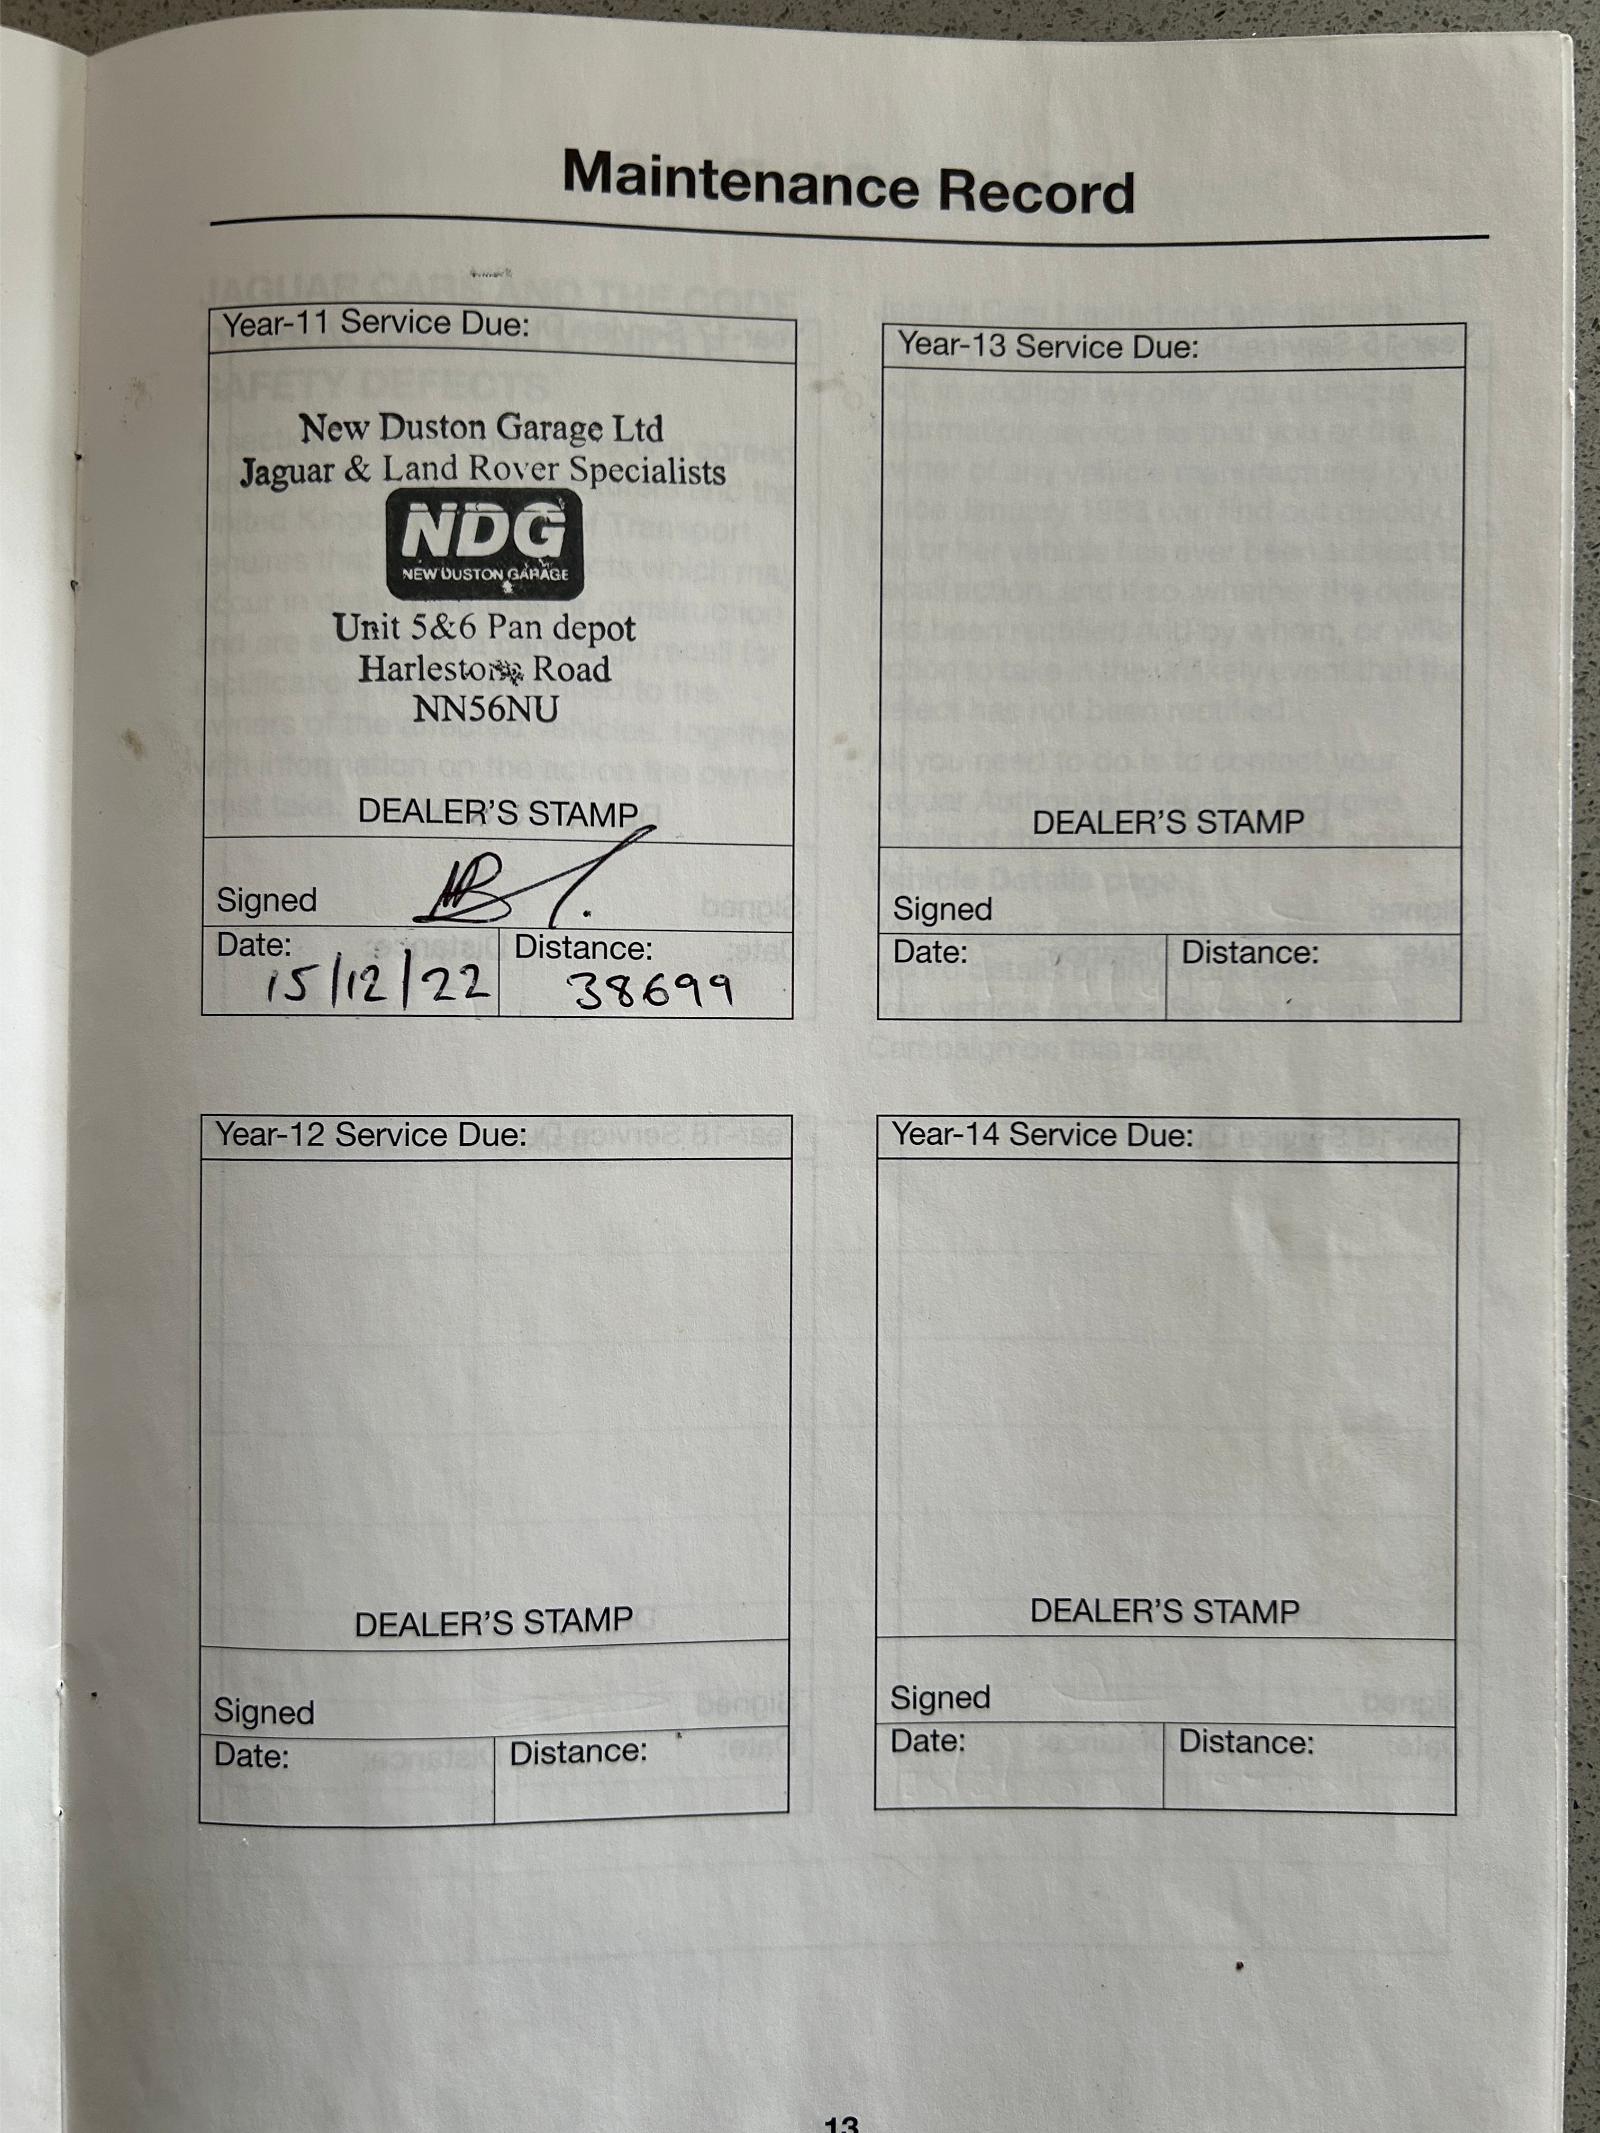 Maintenance Record
Year-11 Service Due:
New Duston Garage Ltd
Jaguar & Land Rover Specialists
NDG
NEW DUSTON GARAGE
Unit 5&6 Pan depot
Harlestone Road
NN56NU
DEALER'S STAMP
Signed
Date:
15/12/22
Distance:
38699
Year-13 Service Due:
DEALER'S STAMP
Signed
Date:
Distance:
Year-12 Service Due:
DEALER'S STAMP
Signed
Date:
Distance:
Year-14 Service Due:
DEALER'S STAMP
Signed
Date:
Distance:
13